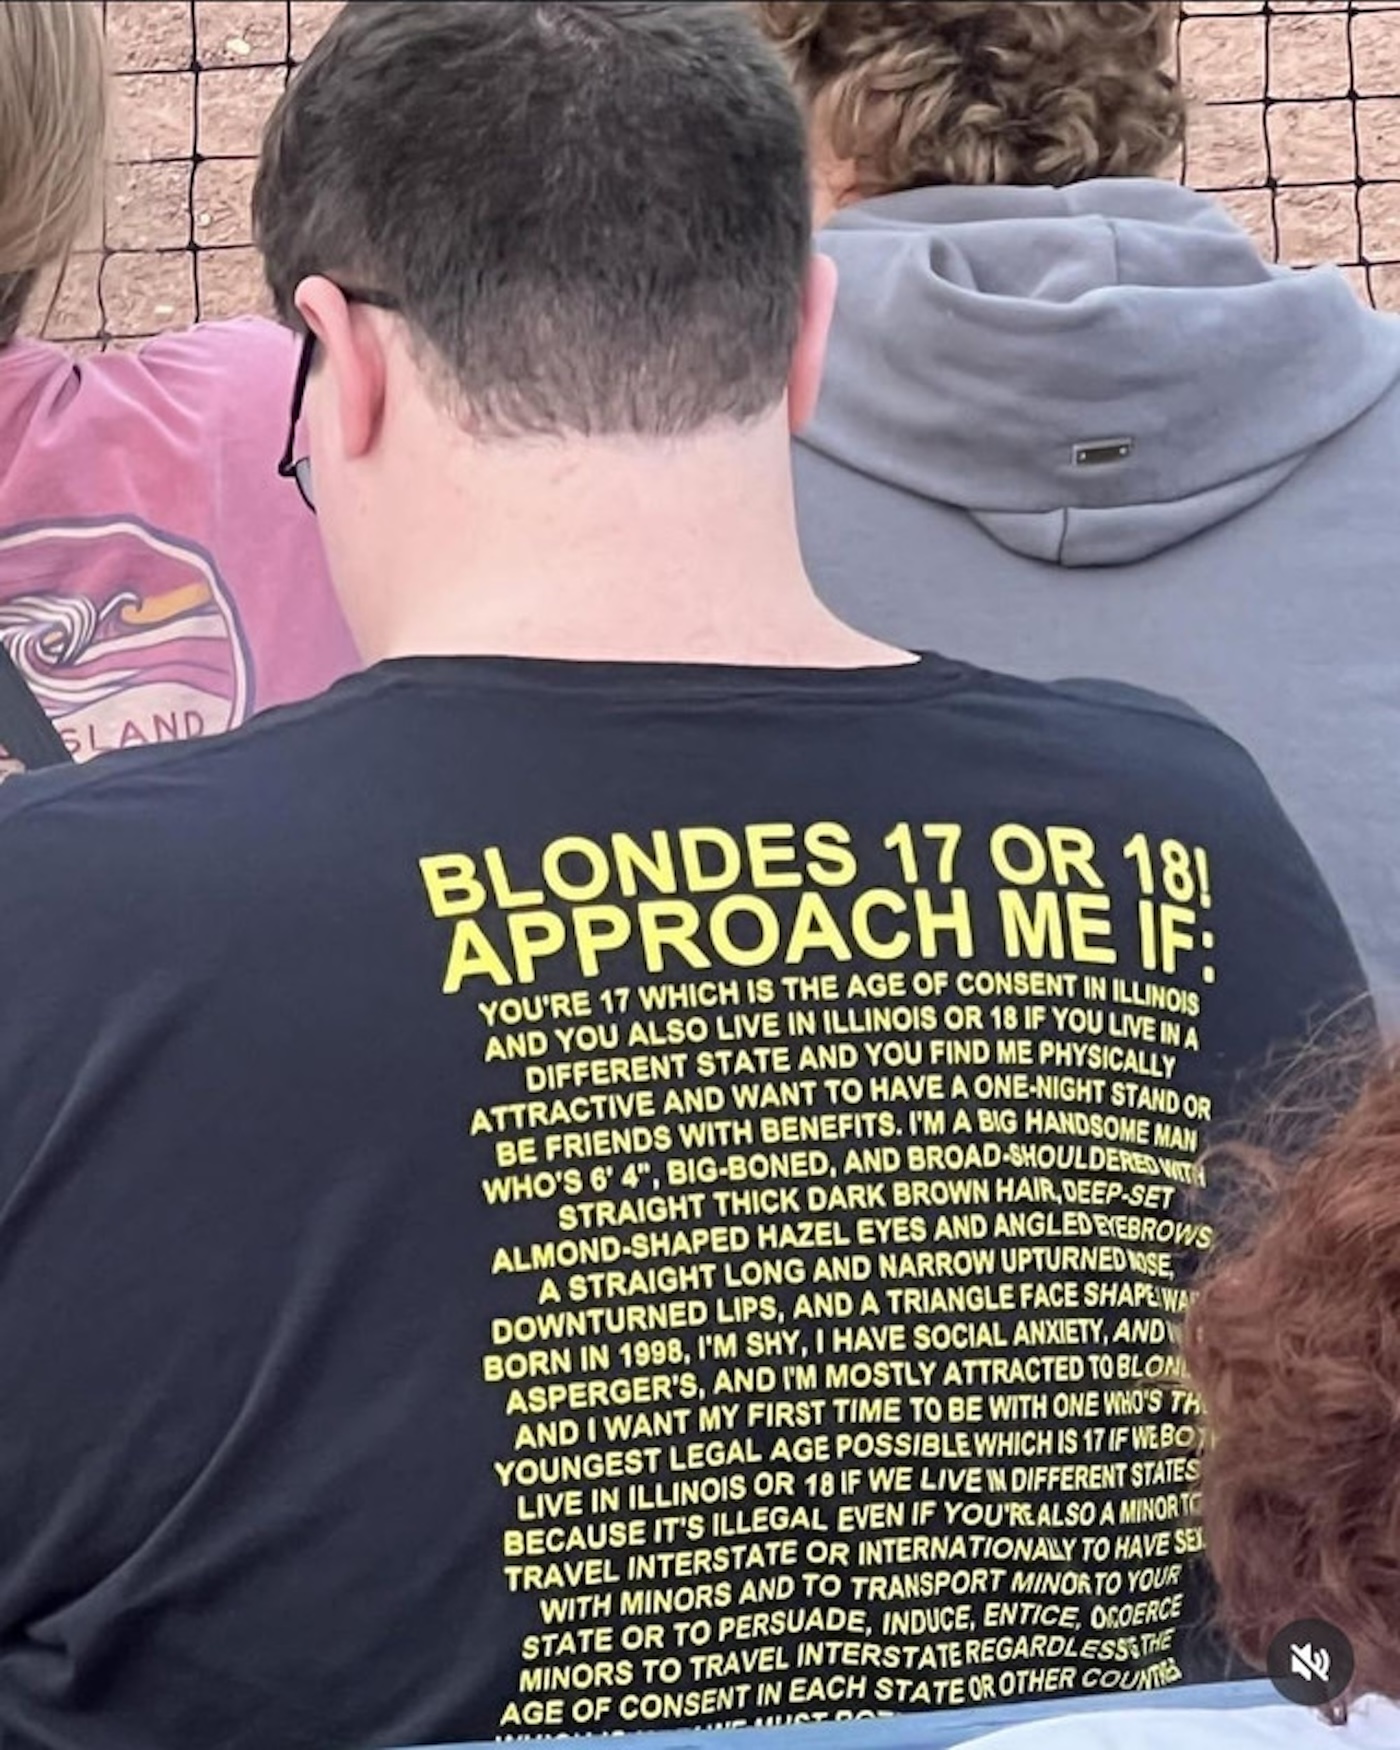 SLAND
BLONDES 17 OR 18!
APPROACH ME IF:
YOU'RE 17 WHICH IS THE AGE OF CONSENT IN ILLINOIS
AND YOU ALSO LIVE IN ILLINOIS OR 18 IF YOU LIVE IN A
DIFFERENT STATE AND YOU FIND ME PHYSICALLY
ATTRACTIVE AND WANT TO HAVE A ONE-NIGHT STAND OR
BE FRIENDS WITH BENEFITS. I'M A BIG HANDSOME MAN
WHO'S 6' 4", BIG-BONED, AND BROAD-SHOULDERED WITH
STRAIGHT THICK DARK BROWN HAIR, DEEP-SET
ALMOND-SHAPED HAZEL EYES AND ANGLED EYEBROWS
A STRAIGHT LONG AND NARROW UPTURNED NOSE,
DOWNTURNED LIPS, AND A TRIANGLE FACE SHAPE.
BORN IN 1998, I'M SHY, I HAVE SOCIAL ANXIETY, AND
ASPERGER'S, AND I'M MOSTLY ATTRACTED TO
AND I WANT MY FIRST TIME TO BE WITH ONE WHO'S
YOUNGEST LEGAL AGE POSSIBLE WHICH IS 17 IF WE
LIVE IN ILLINOIS OR 18 IF WE LIVE IN DIFFERENT STATES
BECAUSE IT'S ILLEGAL EVEN IF YOU'RE ALSO A MINOR
TRAVEL INTERSTATE OR INTERNATIONALLY TO HAVE SEX
WITH MINORS AND TO TRANSPORT MINOR TO YOUR
STATE OR TO PERSUADE, INDUCE, ENTICE, COERCE
MINORS TO TRAVEL INTERSTATE REGARDLESS THE
AGE OF CONSENT IN EACH STATE OR OTHER